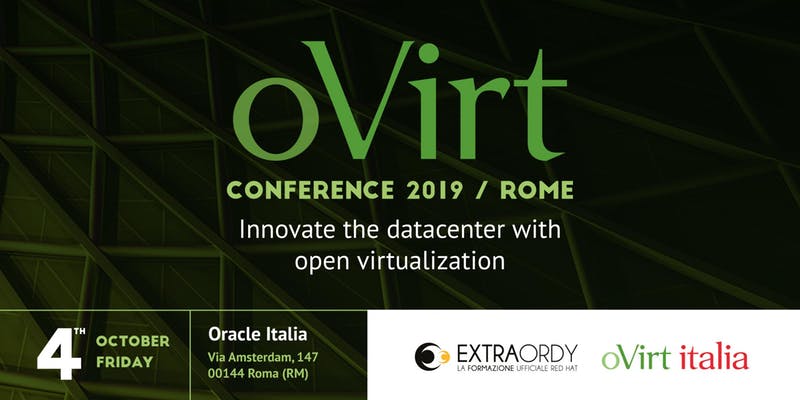 oVirt
CONFERENCE 2019 / ROME
Innovate the datacenter with
open virtualization
4TH
OCTOBER
FRIDAY
Oracle Italia
Via Amsterdam, 147
00144 Roma (RM)
EXTRAORDY
LA FORMAZIONE UFFICIALE RED HAT
oVirt italia